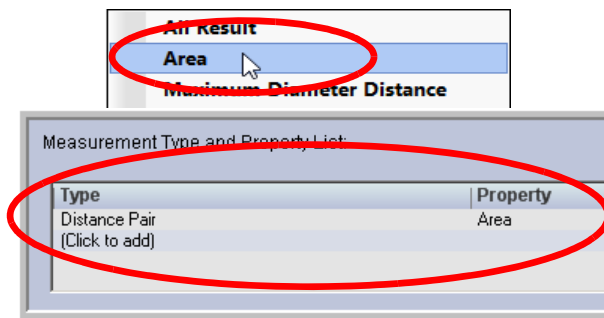 All Result
Area
Maximum Diameter Distance
Measurement Type and Property List:
Type Property
Distance Pair Area
(Click to add)